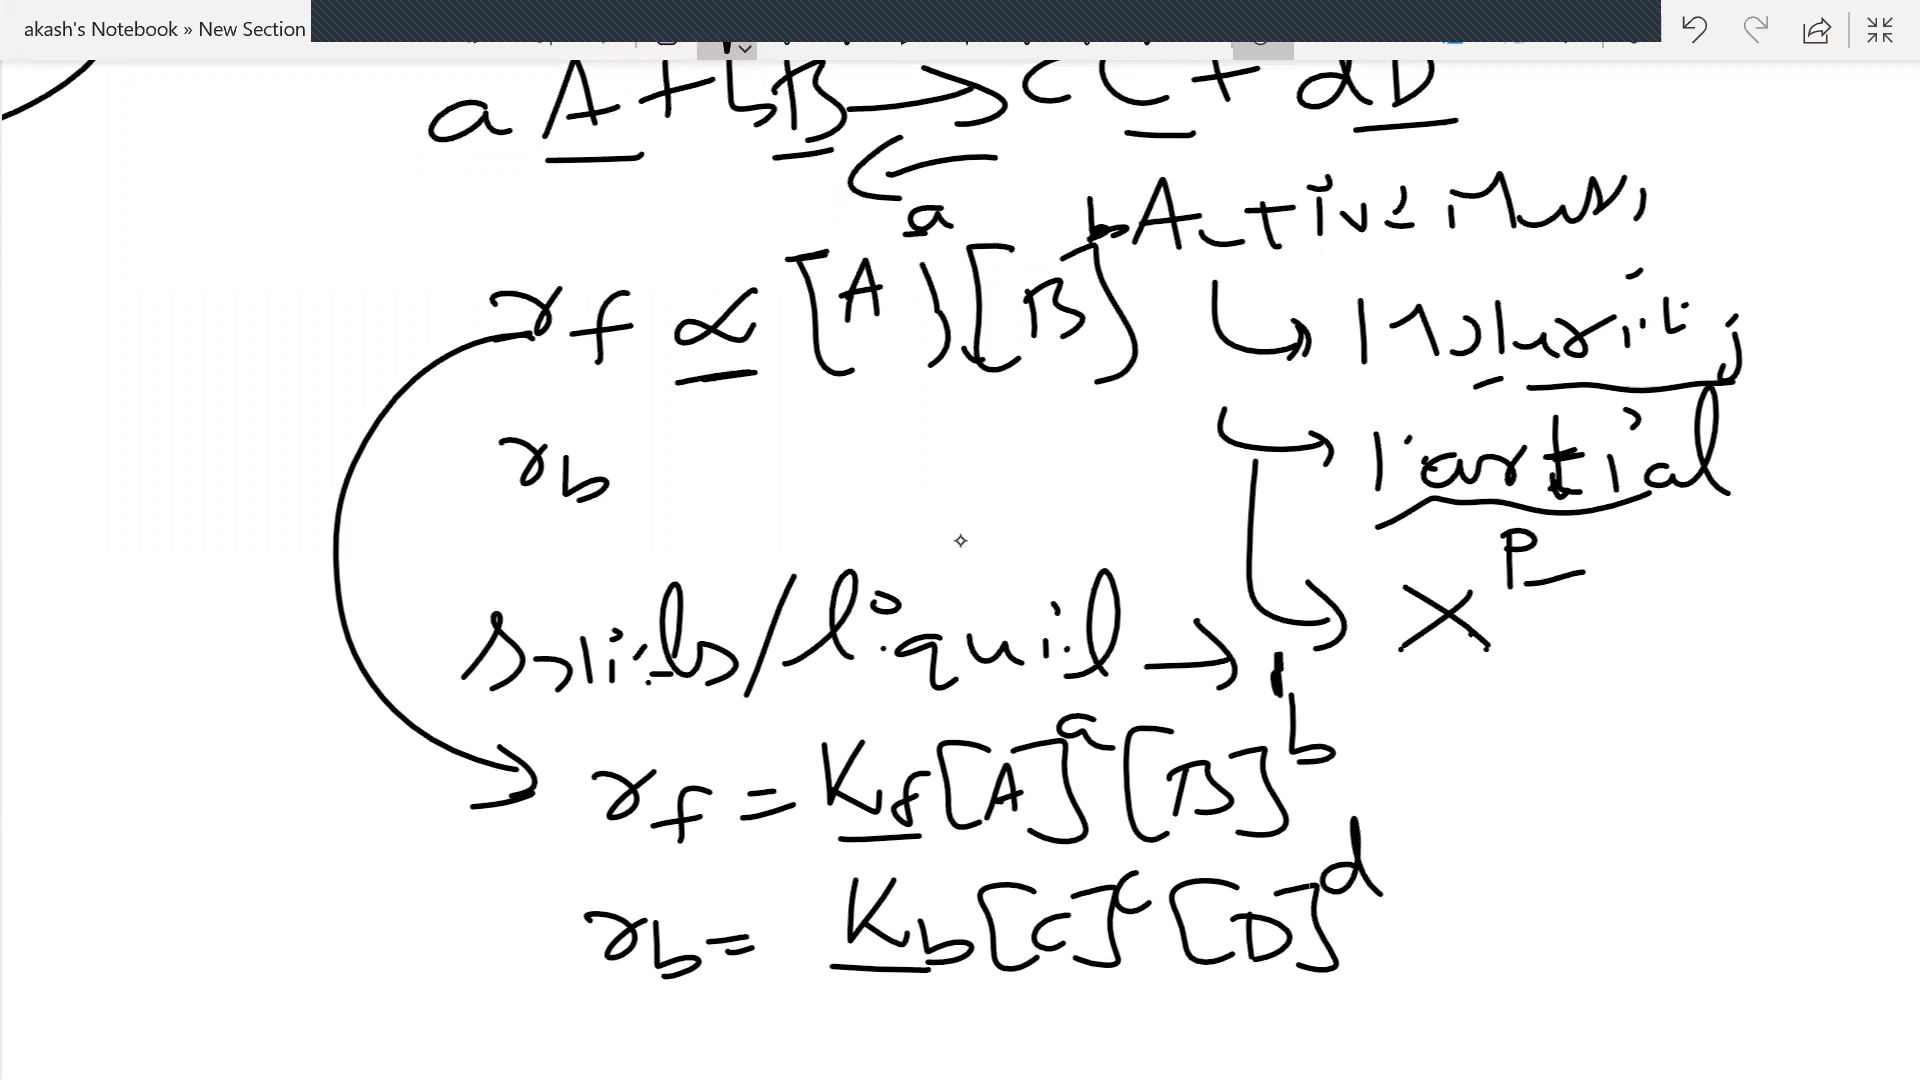 akash's Notebook » New Section
aA + bB → cC + dD
Active Mass
rf ∝ [A]^a [B]^b
→ Molarity
rb
→ Partial P
→ X
solids/liquid → 1
rf = Kf [A]^a [B]^b
rb = Kb [C]^c [D]^d